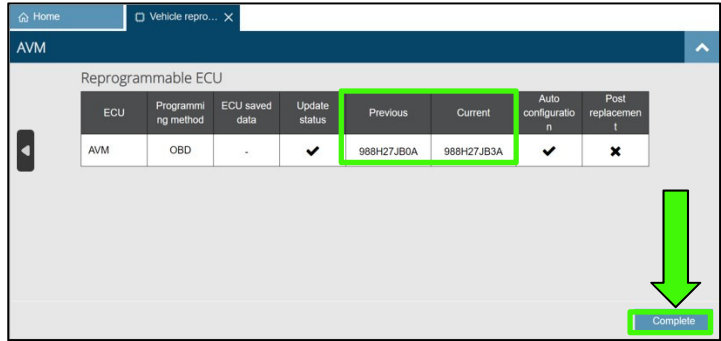 Home
Vehicle repro...
AVM
Reprogrammable ECU
ECU
Programmi
ng method
ECU saved
data
Update
status
Previous
Current
Auto
configuratio
n
Post
replacemen
t
AVM
OBD
-
988H27JB0A
988H27JB3A
Complete